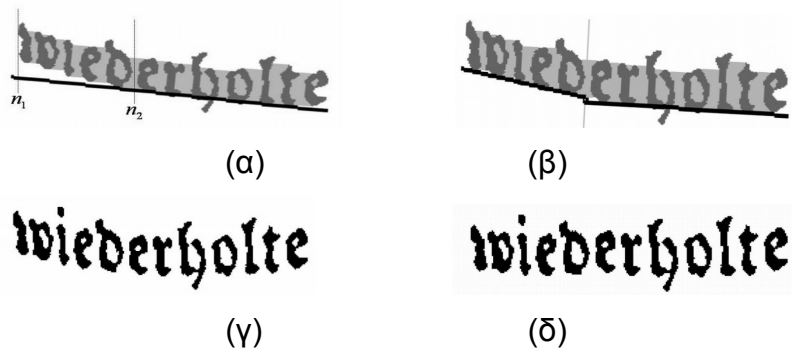 wiederholte wiederholte
n₁ n₂
(α) (β)
wiederholte wiederholte
(γ) (δ)